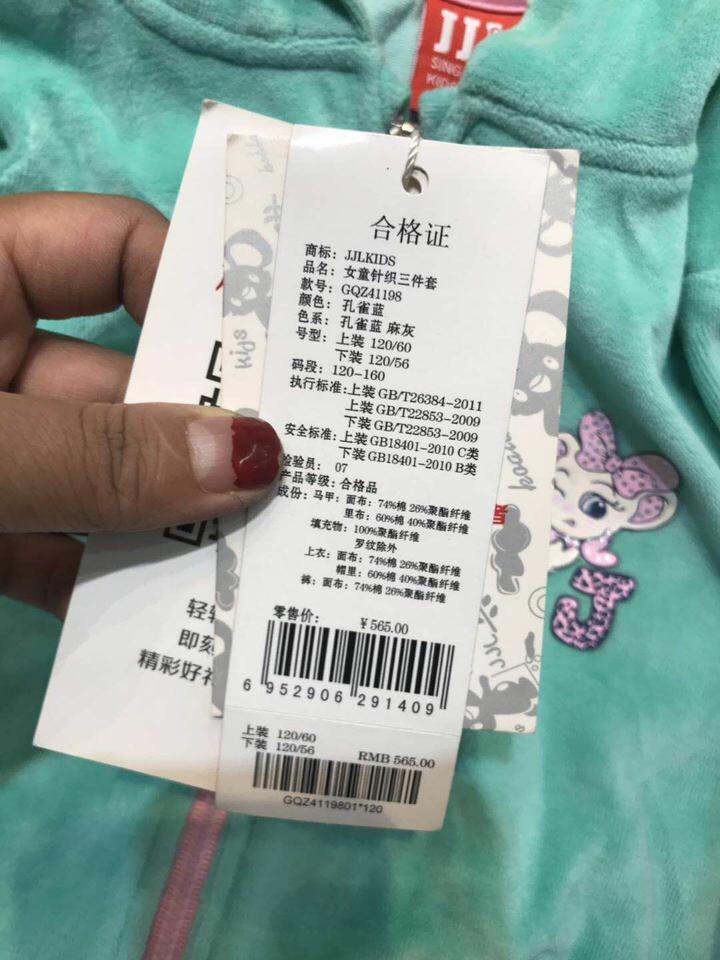 JJ
SING
KID
合格证
商标: JJLKIDS
品名: 女童针织三件套
款号: GQZ41198
颜色: 孔雀蓝
色系: 孔雀蓝 麻灰
号型: 上装 120/60
下装 120/56
码段: 120-160
执行标准: 上装 GB/T26384-2011
上装 GB/T22853-2009
下装 GB/T22853-2009
安全标准: 上装 GB18401-2010 C类
下装 GB18401-2010 B类
检验员: 07
产品等级: 合格品
成份: 马甲: 面布: 74%棉 26%聚酯纤维
里布: 60%棉 40%聚酯纤维
填充物: 100%聚酯纤维
罗纹除外
上衣: 面布: 74%棉 26%聚酯纤维
帽里: 60%棉 40%聚酯纤维
裤: 面布: 74%棉 26%聚酯纤维
零售价: ¥565.00
6 952906 291409
上装 120/60
下装 120/56
RMB 565.00
GQZ4119801*120
kids
即刻
精彩好